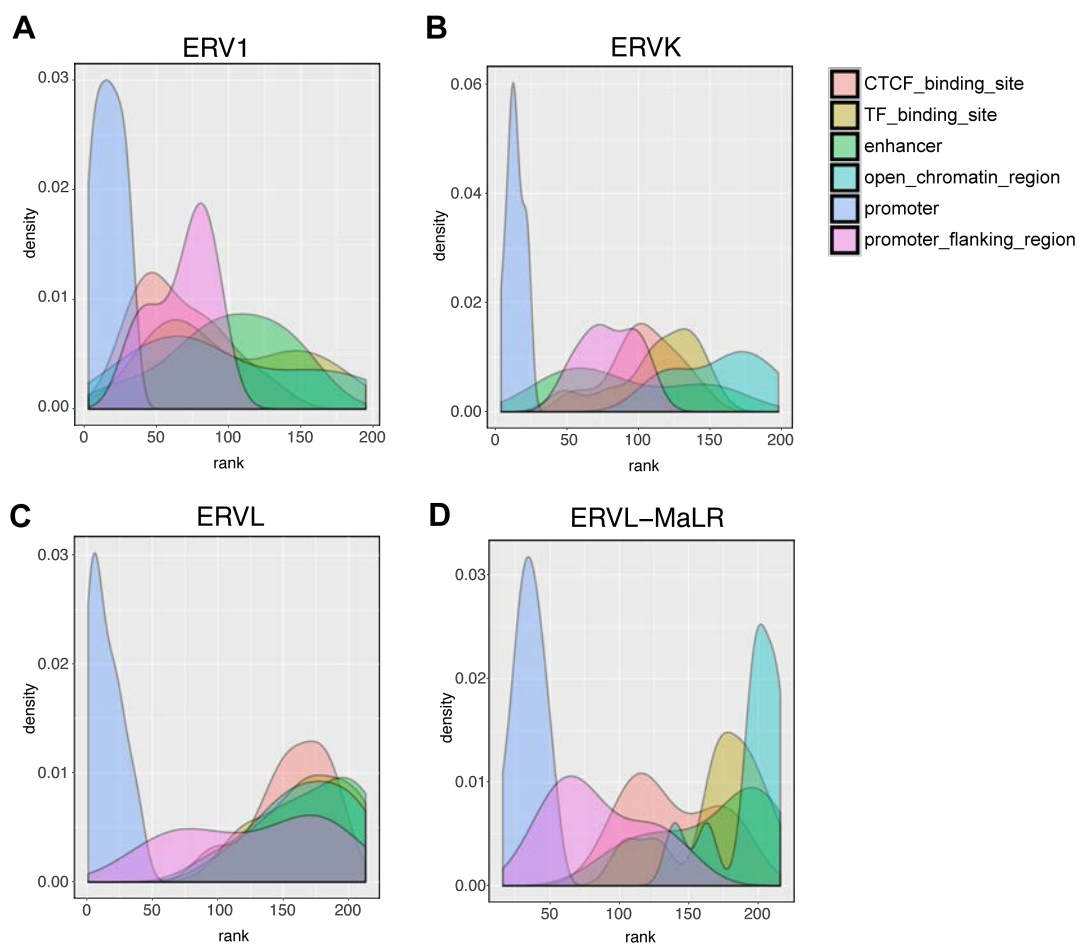 A
ERV1
0.03
0.02
0.01
0.00
density
0
50
100
150
200
rank
B
ERVK
0.06
0.04
0.02
0.00
density
0
50
100
150
200
rank
CTCF_binding_site
TF_binding_site
enhancer
open_chromatin_region
promoter
promoter_flanking_region
C
ERVL
0.03
0.02
0.01
0.00
density
0
50
100
150
200
rank
D
ERVL−MaLR
0.03
0.02
0.01
0.00
density
50
100
150
200
rank